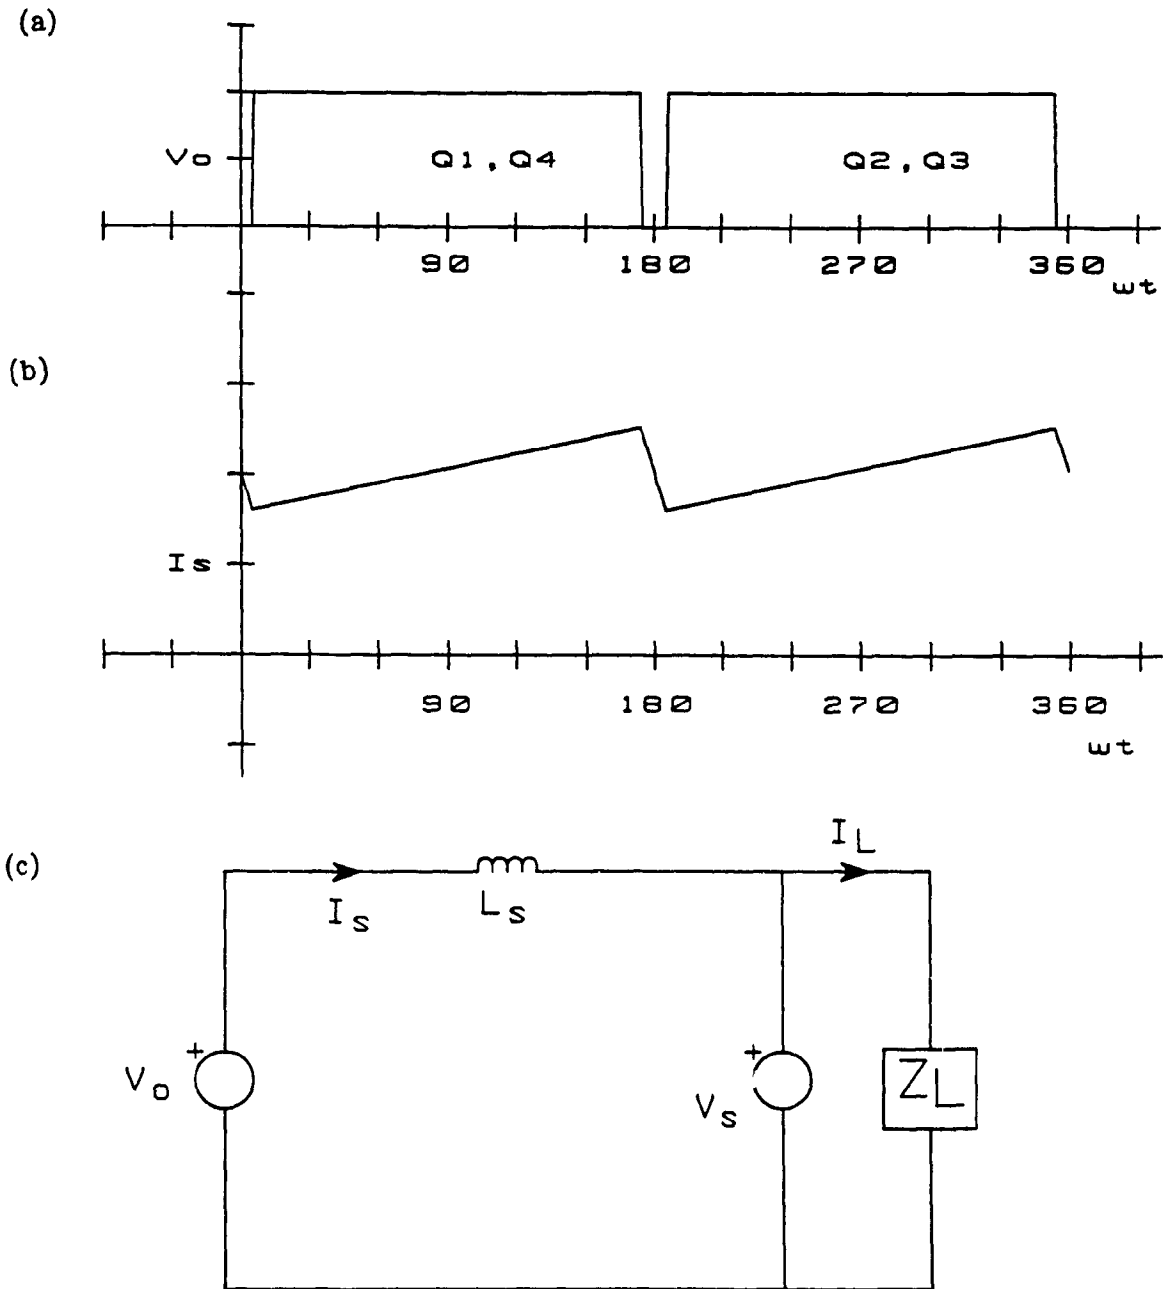 (a)
Vo
Q1, Q4
Q2, Q3
90
180
270
360
ωt
(b)
Is
90
180
270
360
ωt
(c)
IL
Is
Ls
+
+
Vo
Vs
ZL